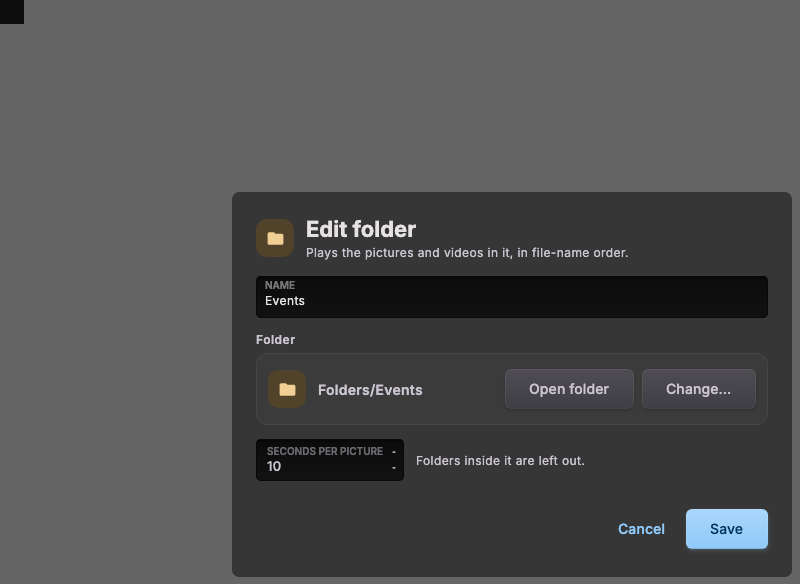 Edit folder
Plays the pictures and videos in it, in file-name order.
NAME
Events
Folder
Folders/Events
Open folder
Change...
SECONDS PER PICTURE
10
Folders inside it are left out.
Cancel
Save